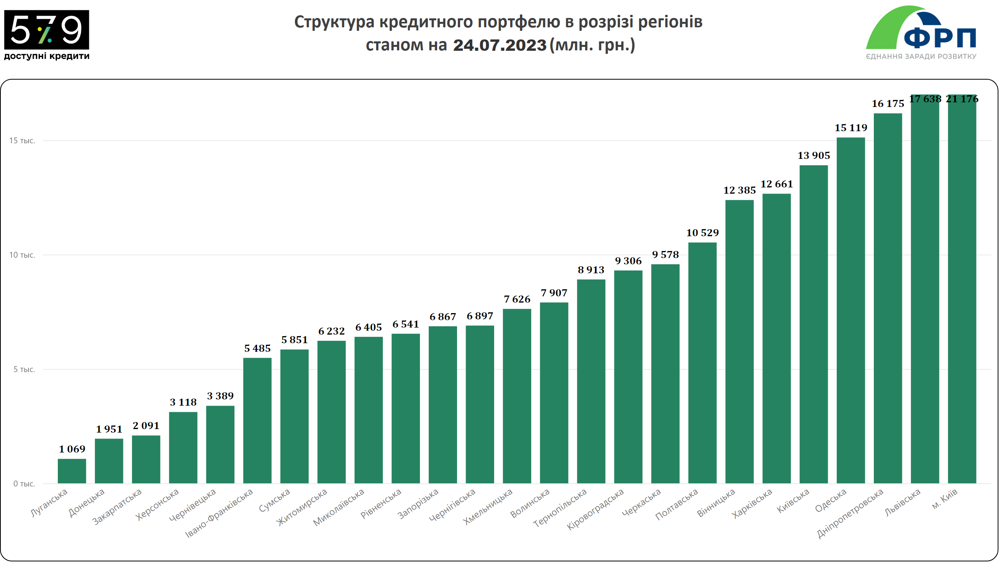 579
доступні кредити
Структура кредитного портфелю в розрізі регіонів
станом на 24.07.2023 (млн. грн.)
ФРП
ЄДНАННЯ ЗАРАДИ РОЗВИТКУ
15 тыс.
10 тыс.
5 тыс.
0 тыс.
1 069
1 951
2 091
3 118
3 389
5 485
5 851
6 232
6 405
6 541
6 867
6 897
7 626
7 907
8 913
9 306
9 578
10 529
12 385
12 661
13 905
15 119
16 175
17 638
21 176
Луганська
Донецька
Закарпатська
Херсонська
Чернівецька
Івано-Франківська
Сумська
Житомирська
Миколаївська
Рівненська
Запорізька
Чернігівська
Хмельницька
Волинська
Тернопільська
Кіровоградська
Черкаська
Полтавська
Вінницька
Харківська
Київська
Одеська
Дніпропетровська
Львівська
м. Київ